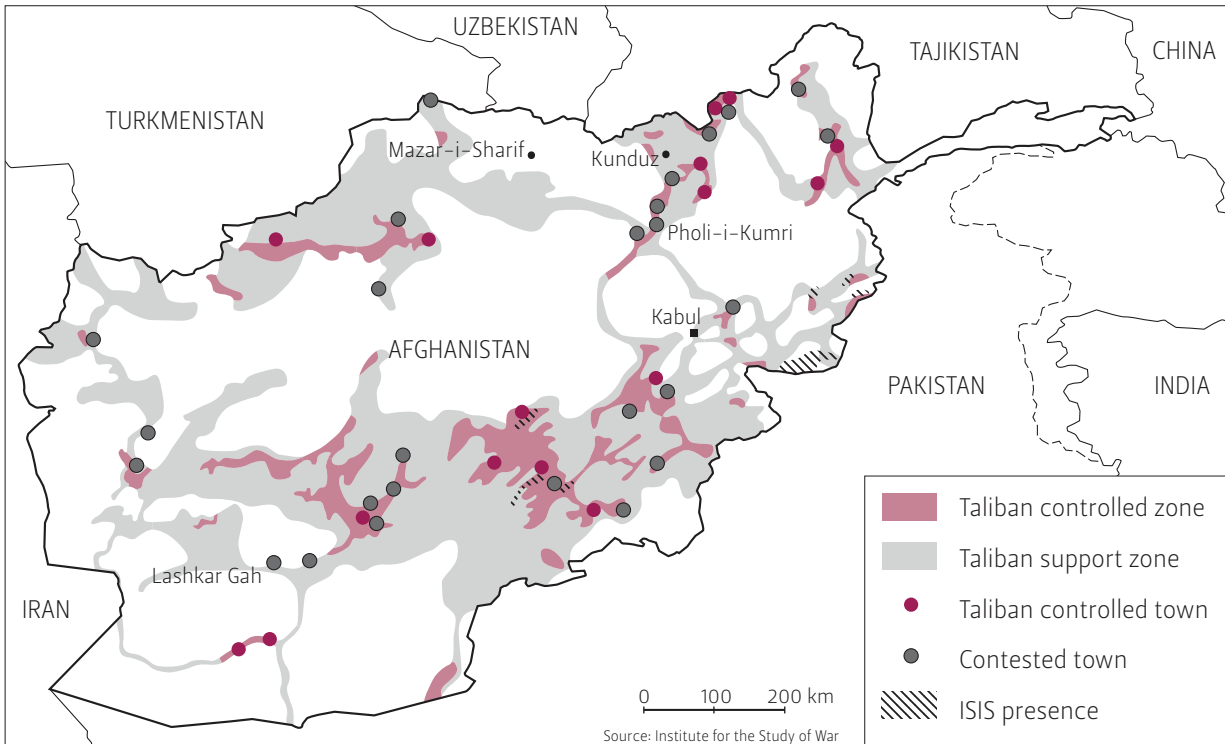 UZBEKISTAN
TAJIKISTAN
CHINA
TURKMENISTAN
Mazar-i-Sharif
Kunduz
Pholi-i-Kumri
Kabul
AFGHANISTAN
PAKISTAN
INDIA
Lashkar Gah
IRAN
Taliban controlled zone
Taliban support zone
Taliban controlled town
Contested town
ISIS presence
0 100 200 km
Source: Institute for the Study of War